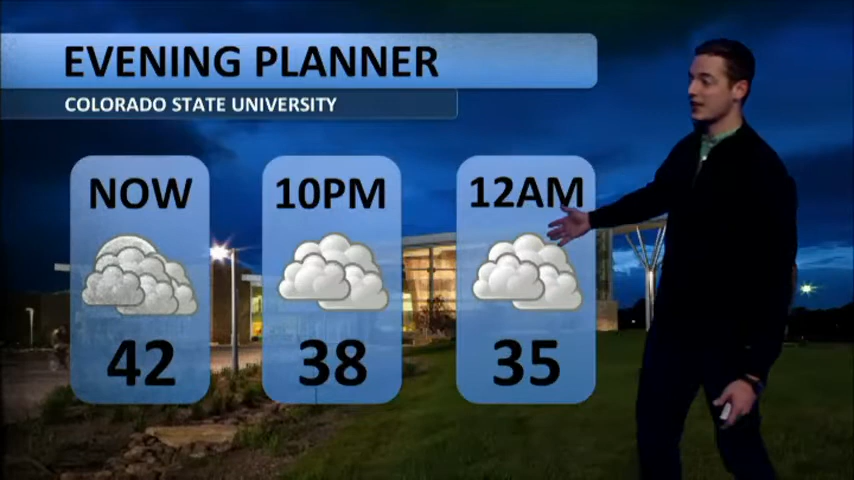 EVENING PLANNER
COLORADO STATE UNIVERSITY
NOW
10PM
12AM
42
38
35